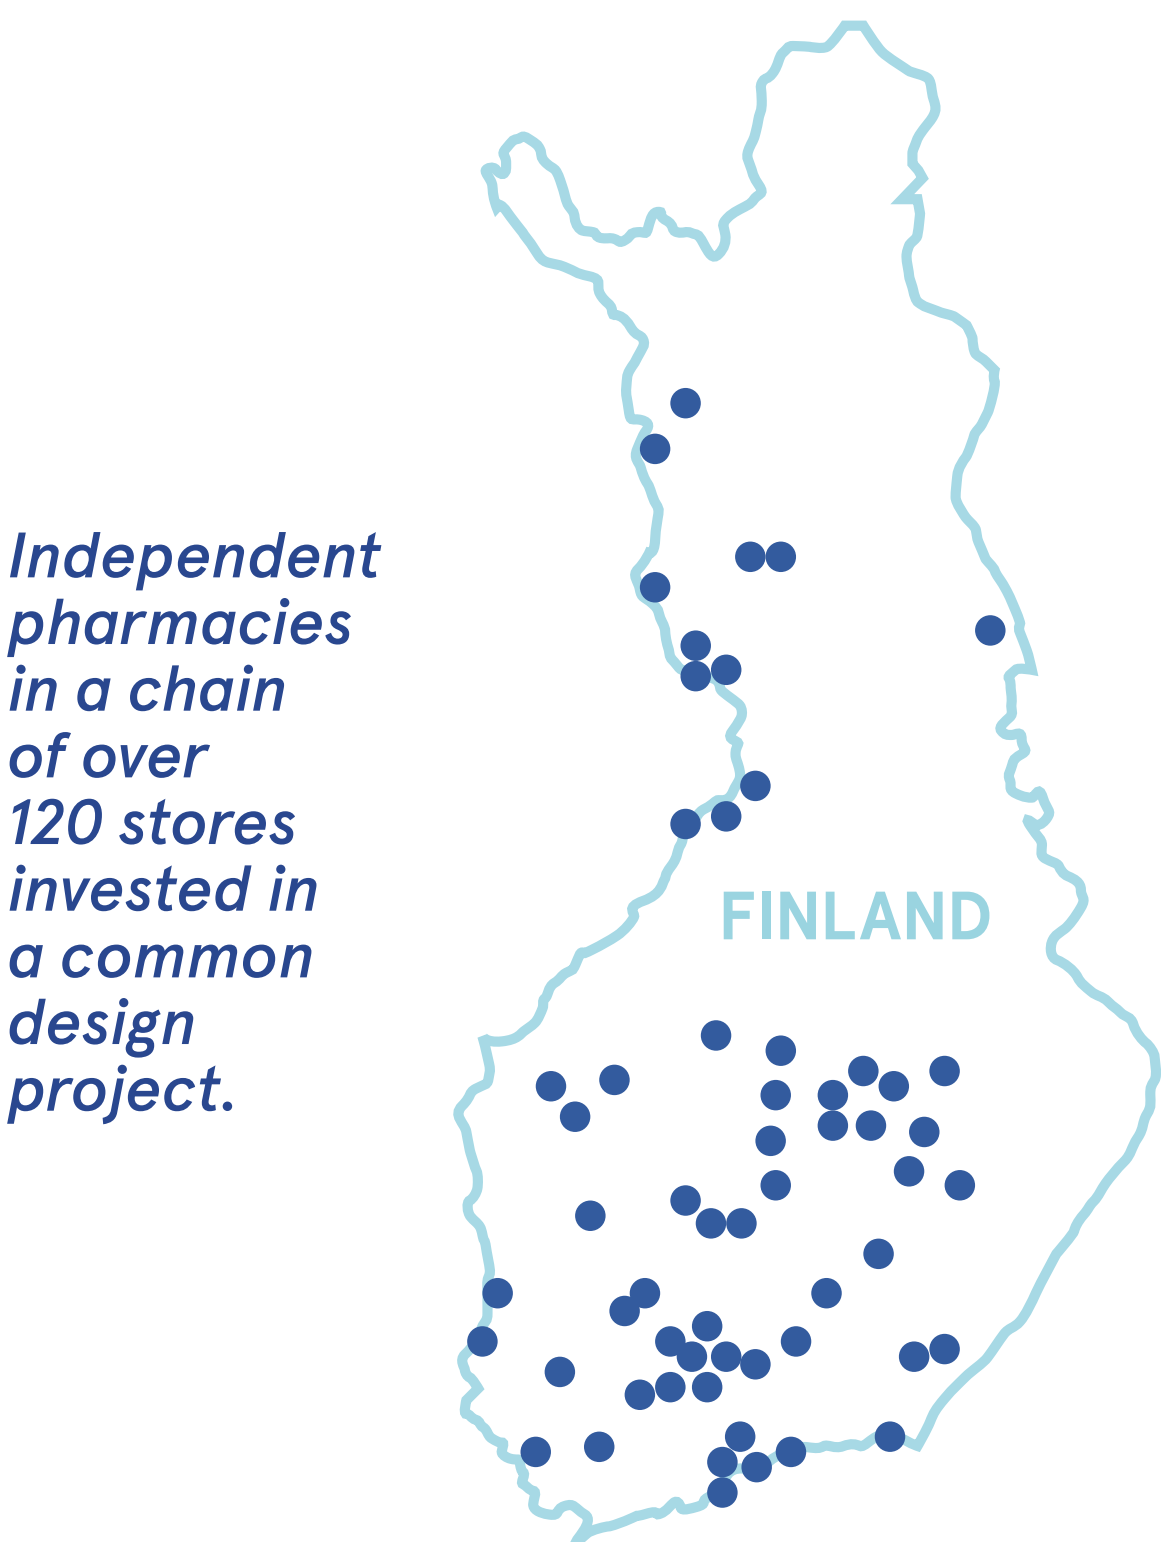 Independent
pharmacies
in a chain
of over
120 stores
invested in
a common
design
project.
FINLAND